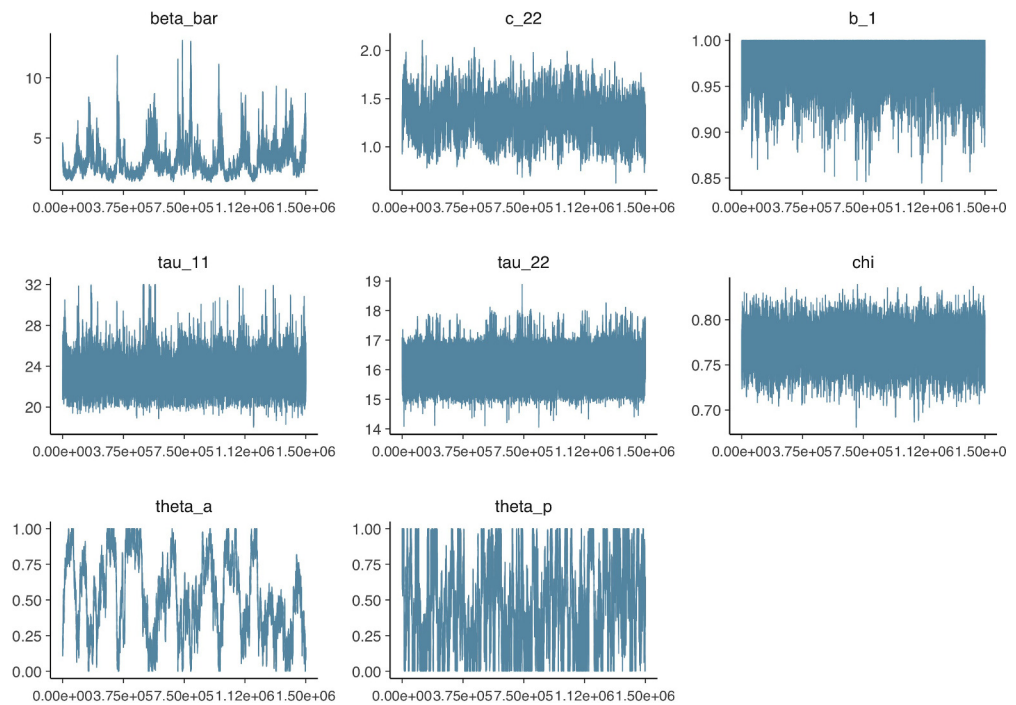 beta_bar
c_22
b_1
10
5
2.0
1.5
1.0
1.00
0.95
0.90
0.85
0.00e+003.75e+057.50e+051.12e+061.50e+06
0.00e+003.75e+057.50e+051.12e+061.50e+06
0.00e+003.75e+057.50e+051.12e+061.50e+0
tau_11
tau_22
chi
32
28
24
20
19
18
17
16
15
14
0.80
0.75
0.70
0.00e+003.75e+057.50e+051.12e+061.50e+06
0.00e+003.75e+057.50e+051.12e+061.50e+06
0.00e+003.75e+057.50e+051.12e+061.50e+0
theta_a
theta_p
1.00
0.75
0.50
0.25
0.00
1.00
0.75
0.50
0.25
0.00
0.00e+003.75e+057.50e+051.12e+061.50e+06
0.00e+003.75e+057.50e+051.12e+061.50e+06